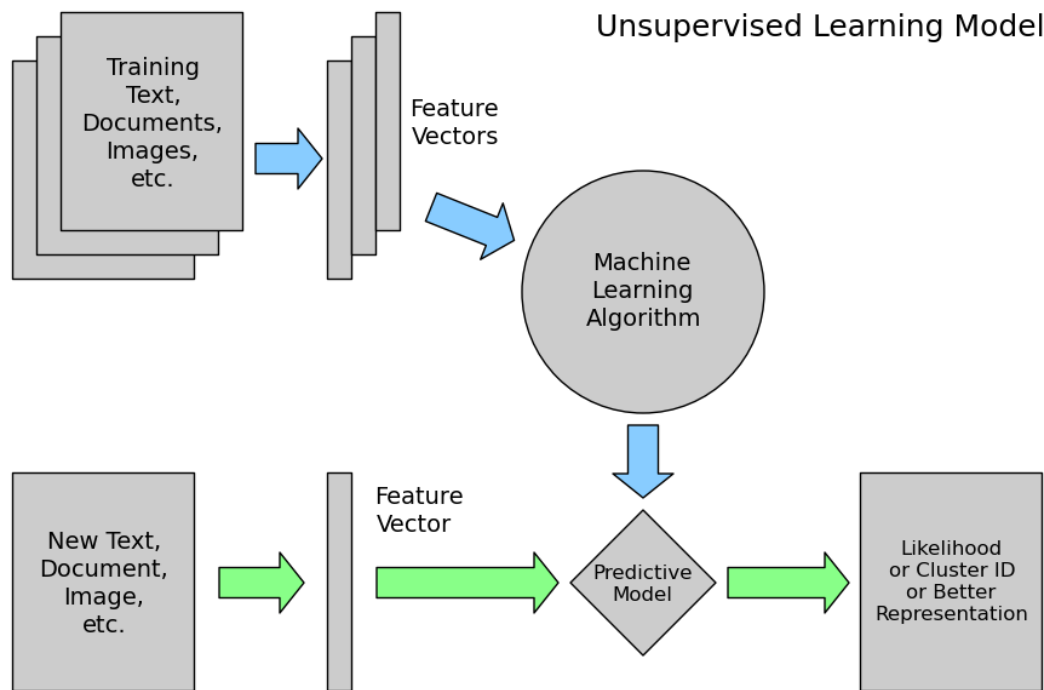 Unsupervised Learning Model
Training
Text,
Documents,
Images,
etc.
Feature
Vectors
Machine
Learning
Algorithm
New Text,
Document,
Image,
etc.
Feature
Vector
Predictive
Model
Likelihood
or Cluster ID
or Better
Representation